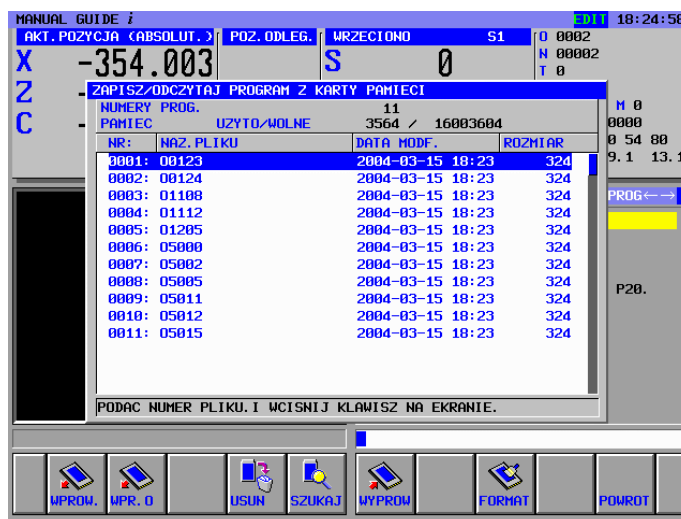 MANUAL GUIDE i EDIT 18:24:50
AKT.POZYCJA (ABSOLUT.) POZ.ODLEG. WRZECIONO S1 O 0002
N 00002
T 0
X -354.003 S 0
Z -
C -
M 0
0000
0 54 80
9.1 13.1
PROG←→
P20.
ZAPISZ/ODCZYTAJ PROGRAM Z KARTY PAMIECI
NUMERY PROG. 11
PAMIEC UZYTO/WOLNE 3564 / 16003604
NR: NAZ.PLIKU DATA MODF. ROZMIAR
0001: O0123 2004-03-15 18:23 324
0002: O0124 2004-03-15 18:23 324
0003: O1108 2004-03-15 18:23 324
0004: O1112 2004-03-15 18:23 324
0005: O1205 2004-03-15 18:23 324
0006: O5000 2004-03-15 18:23 324
0007: O5002 2004-03-15 18:23 324
0008: O5005 2004-03-15 18:23 324
0009: O5011 2004-03-15 18:23 324
0010: O5012 2004-03-15 18:23 324
0011: O5015 2004-03-15 18:23 324
PODAC NUMER PLIKU.I WCISNIJ KLAWISZ NA EKRANIE.
WPROW. WPR.O USUN SZUKAJ WYPROW FORMAT POWROT